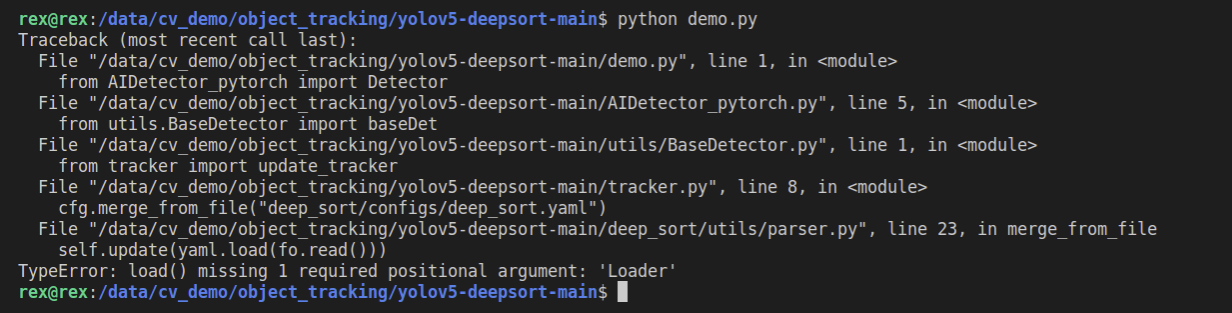 rex@rex:/data/cv_demo/object_tracking/yolov5-deepsort-main$ python demo.py
Traceback (most recent call last):
  File "/data/cv_demo/object_tracking/yolov5-deepsort-main/demo.py", line 1, in <module>
    from AIDetector_pytorch import Detector
  File "/data/cv_demo/object_tracking/yolov5-deepsort-main/AIDetector_pytorch.py", line 5, in <module>
    from utils.BaseDetector import baseDet
  File "/data/cv_demo/object_tracking/yolov5-deepsort-main/utils/BaseDetector.py", line 1, in <module>
    from tracker import update_tracker
  File "/data/cv_demo/object_tracking/yolov5-deepsort-main/tracker.py", line 8, in <module>
    cfg.merge_from_file("deep_sort/configs/deep_sort.yaml")
  File "/data/cv_demo/object_tracking/yolov5-deepsort-main/deep_sort/utils/parser.py", line 23, in merge_from_file
    self.update(yaml.load(fo.read()))
TypeError: load() missing 1 required positional argument: 'Loader'
rex@rex:/data/cv_demo/object_tracking/yolov5-deepsort-main$